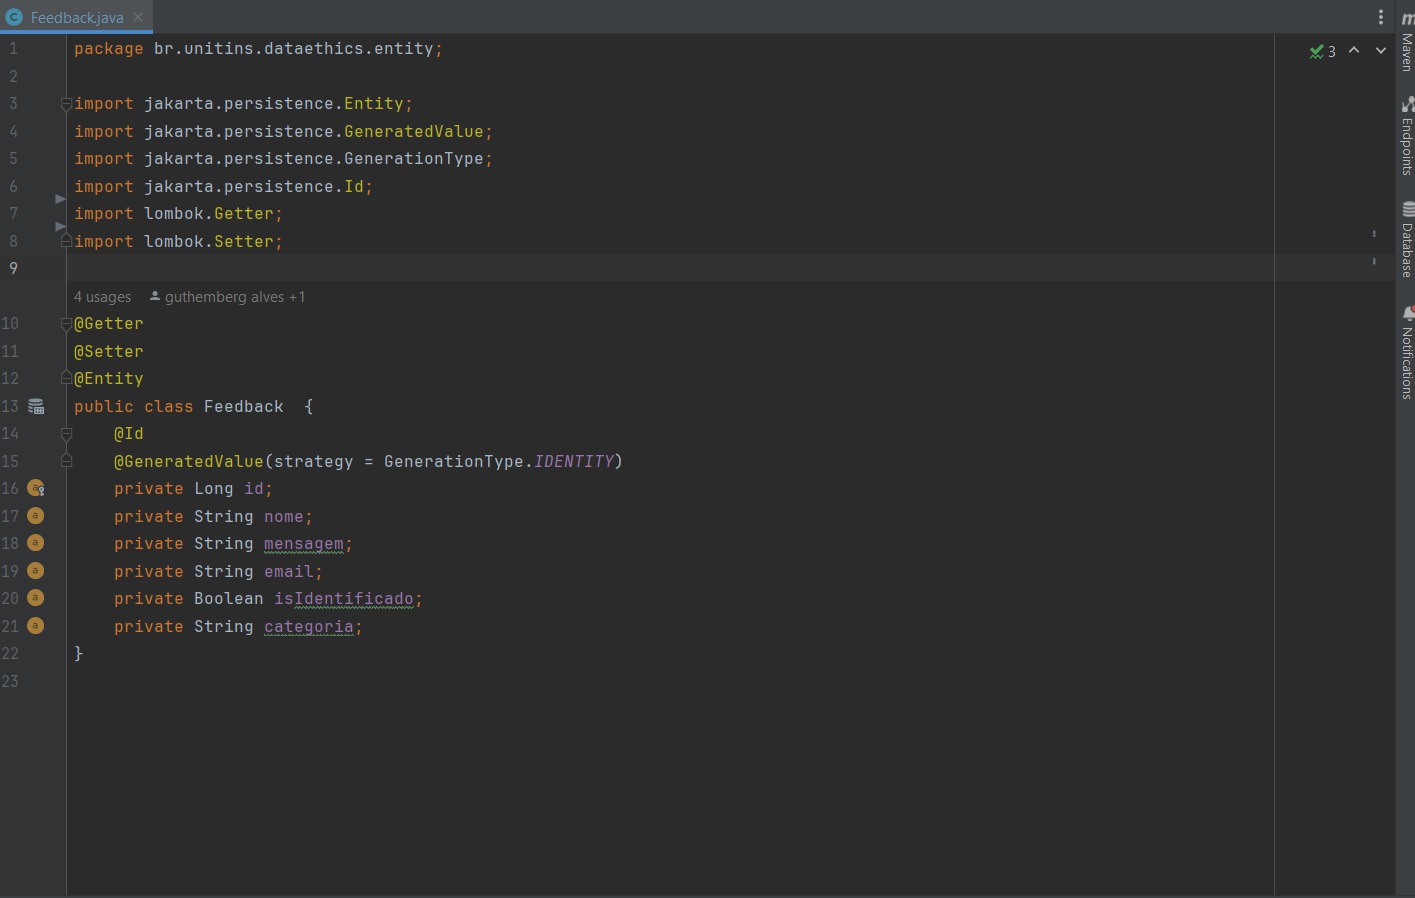 Feedback.java
1 package br.unitins.dataethics.entity;
2
3 import jakarta.persistence.Entity;
4 import jakarta.persistence.GeneratedValue;
5 import jakarta.persistence.GenerationType;
6 import jakarta.persistence.Id;
7 import lombok.Getter;
8 import lombok.Setter;
9
4 usages guthemberg alves +1
10 @Getter
11 @Setter
12 @Entity
13 public class Feedback  {
14     @Id
15     @GeneratedValue(strategy = GenerationType.IDENTITY)
16     private Long id;
17     private String nome;
18     private String mensagem;
19     private String email;
20     private Boolean isIdentificado;
21     private String categoria;
22 }
23
3
m
Maven
Endpoints
Database
Notifications